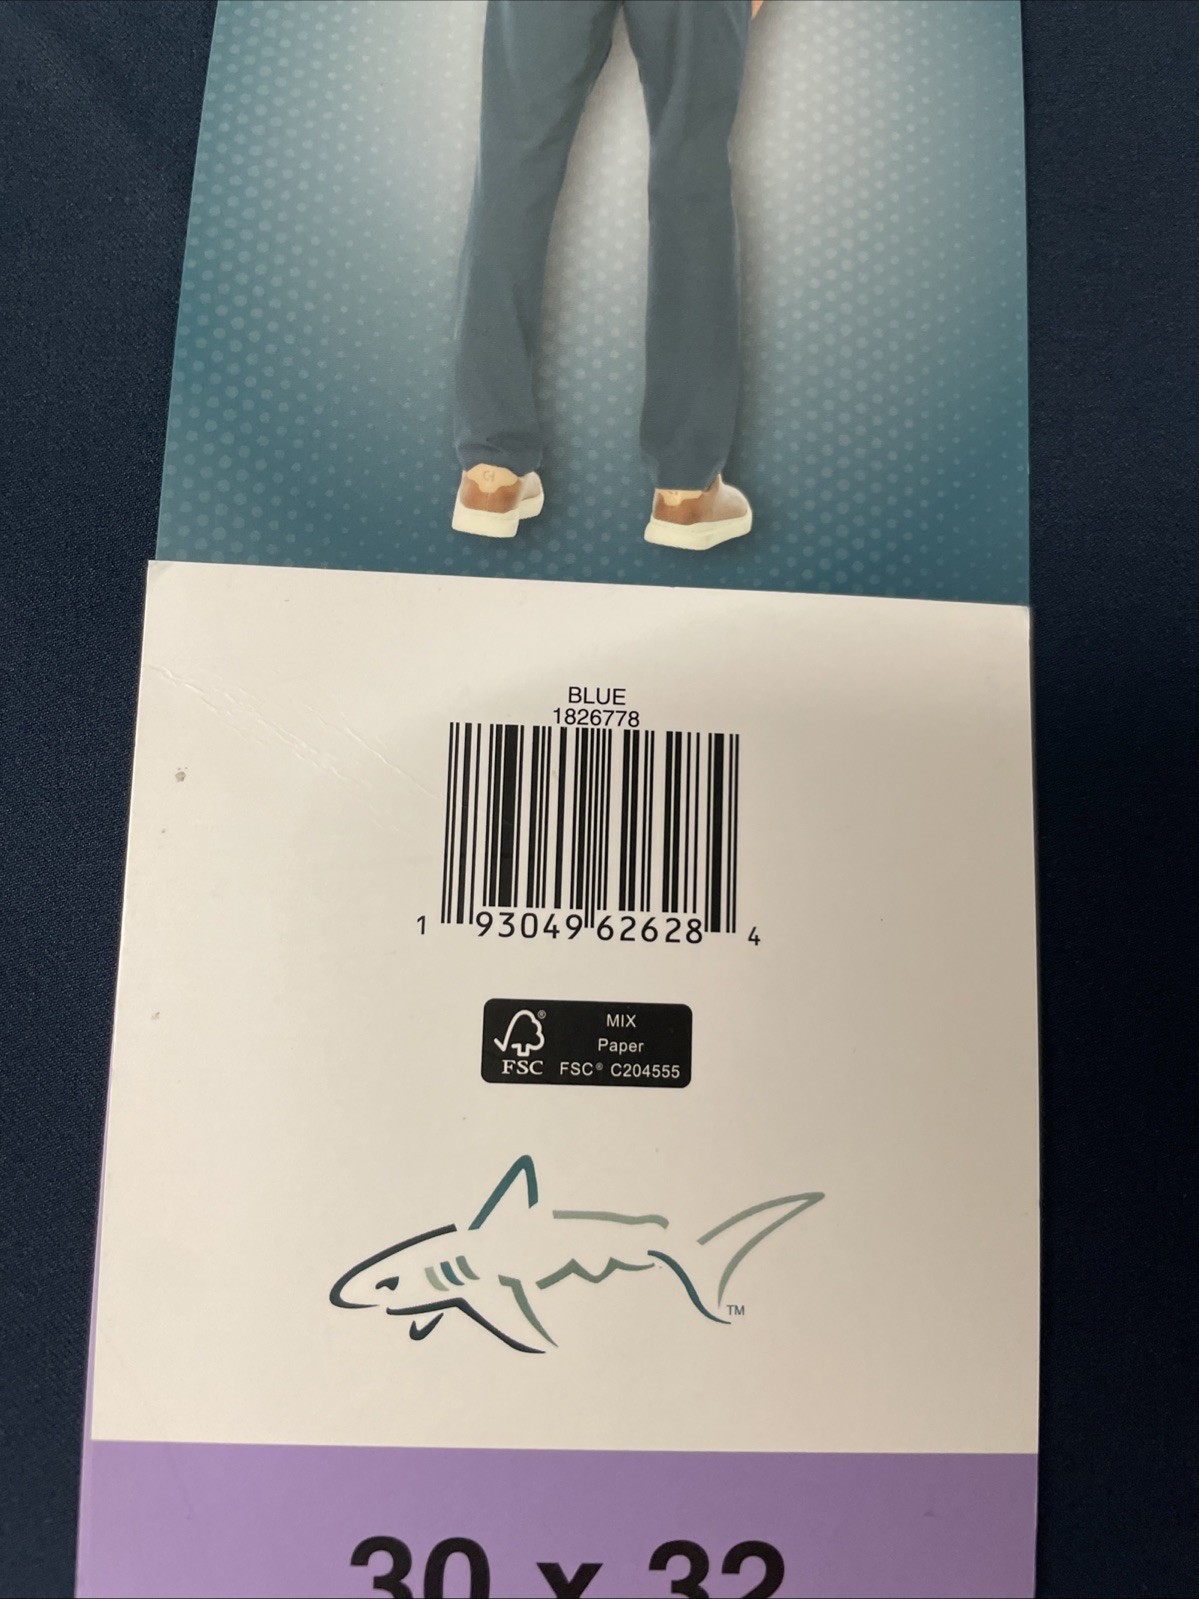 BLUE
1826778
1 93049 62628 4
® MIX
Paper
FSC FSC® C204555
TM
30 x 32